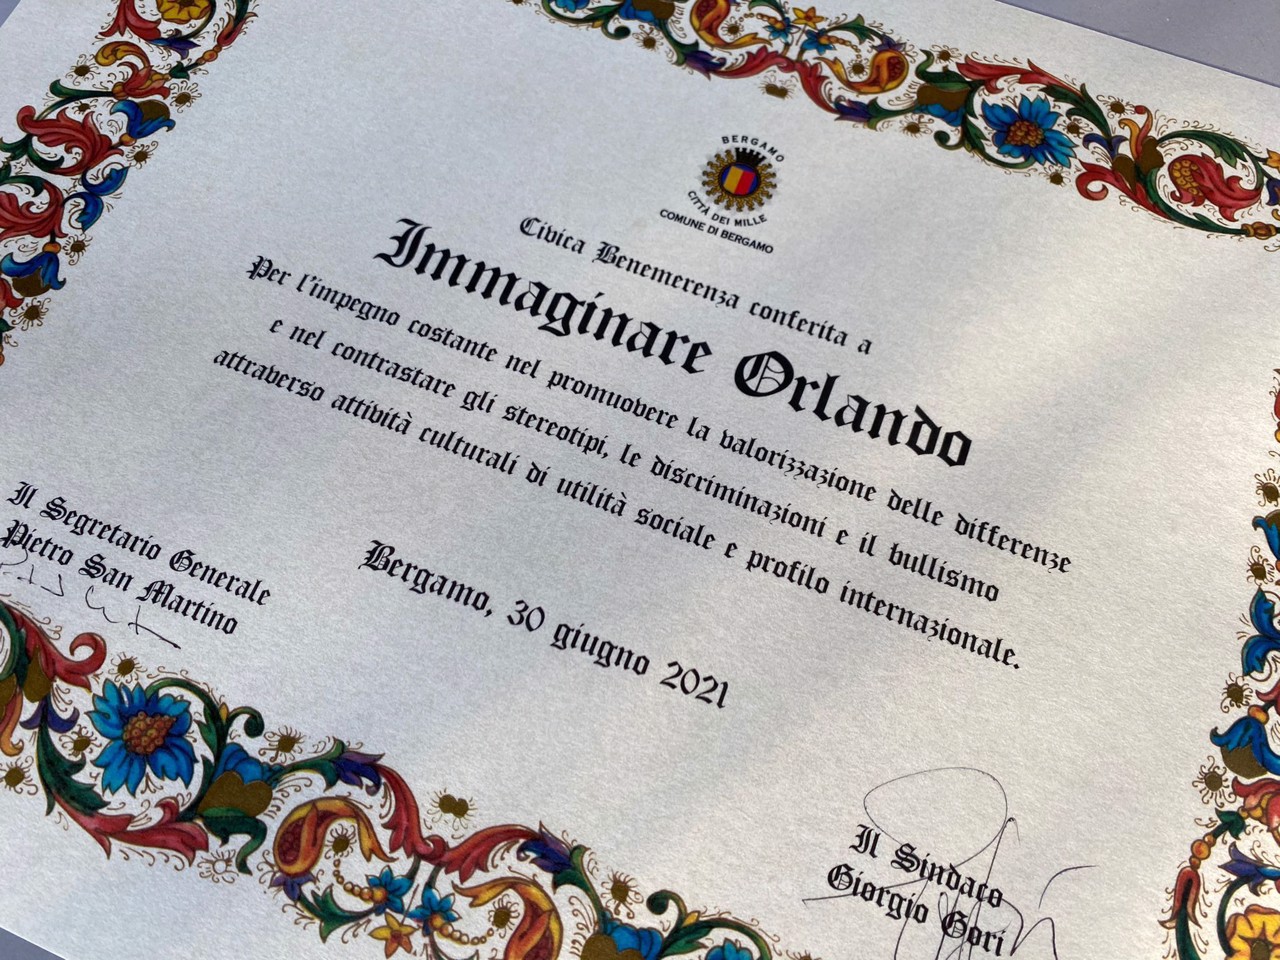 BERGAMO
CITTÀ DEI MILLE
COMUNE DI BERGAMO
Civica Benemerenza conferita a
Immaginare Orlando
Per l'impegno costante nel promuovere la valorizzazione delle differenze
e nel contrastare gli stereotipi, le discriminazioni e il bullismo
attraverso attività culturali di utilità sociale e profilo internazionale.
Bergamo, 30 giugno 2021
Il Segretario Generale
Pietro San Martino
Il Sindaco
Giorgio Gori